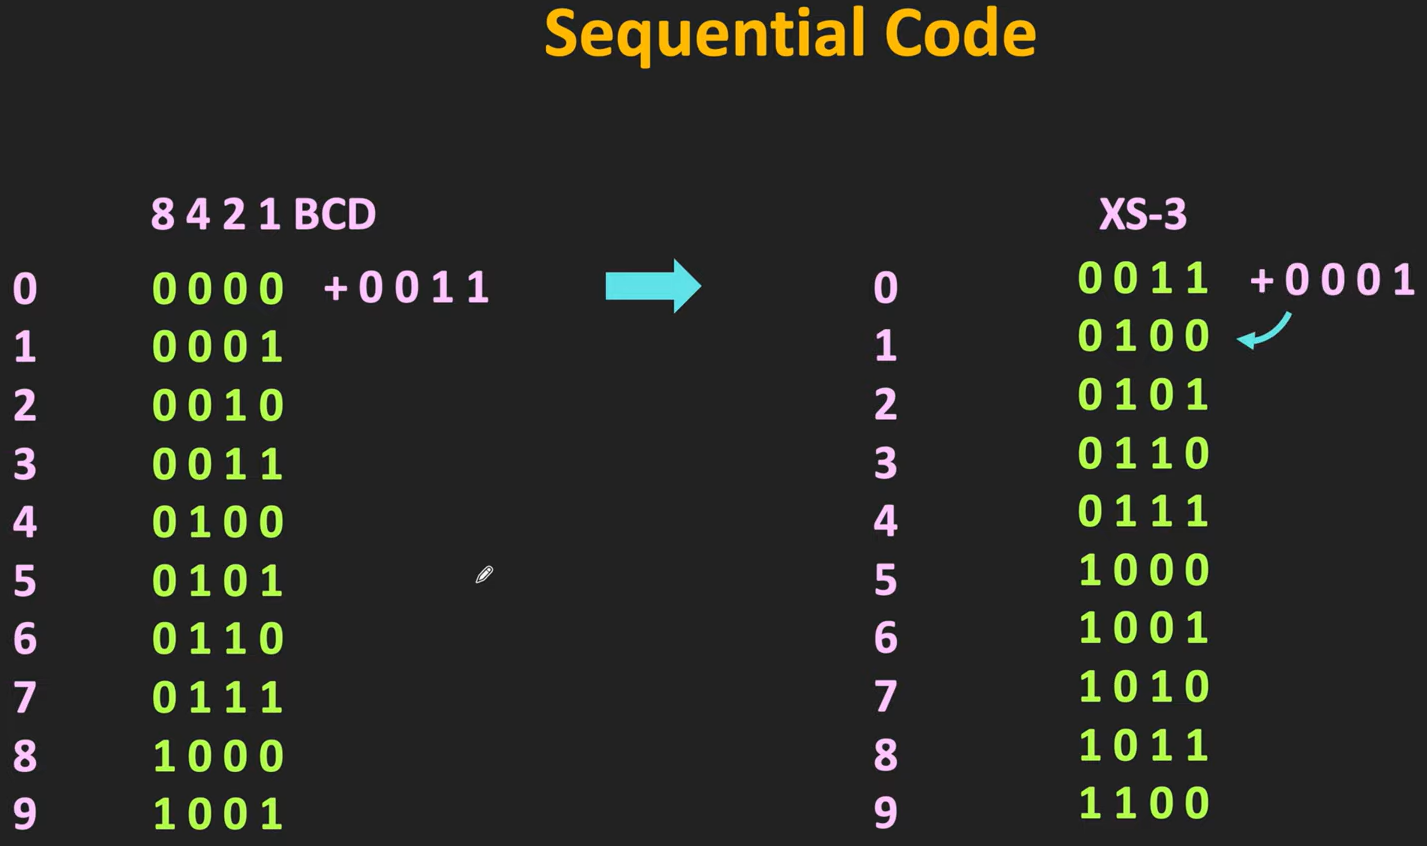 Sequential Code
8 4 2 1 BCD XS-3
0 0 0 0 0 + 0 0 1 1 0 0 0 1 1 + 0 0 0 1
1 0 0 0 1 1 0 1 0 0
2 0 0 1 0 2 0 1 0 1
3 0 0 1 1 3 0 1 1 0
4 0 1 0 0 4 0 1 1 1
5 0 1 0 1 5 1 0 0 0
6 0 1 1 0 6 1 0 0 1
7 0 1 1 1 7 1 0 1 0
8 1 0 0 0 8 1 0 1 1
9 1 0 0 1 9 1 1 0 0